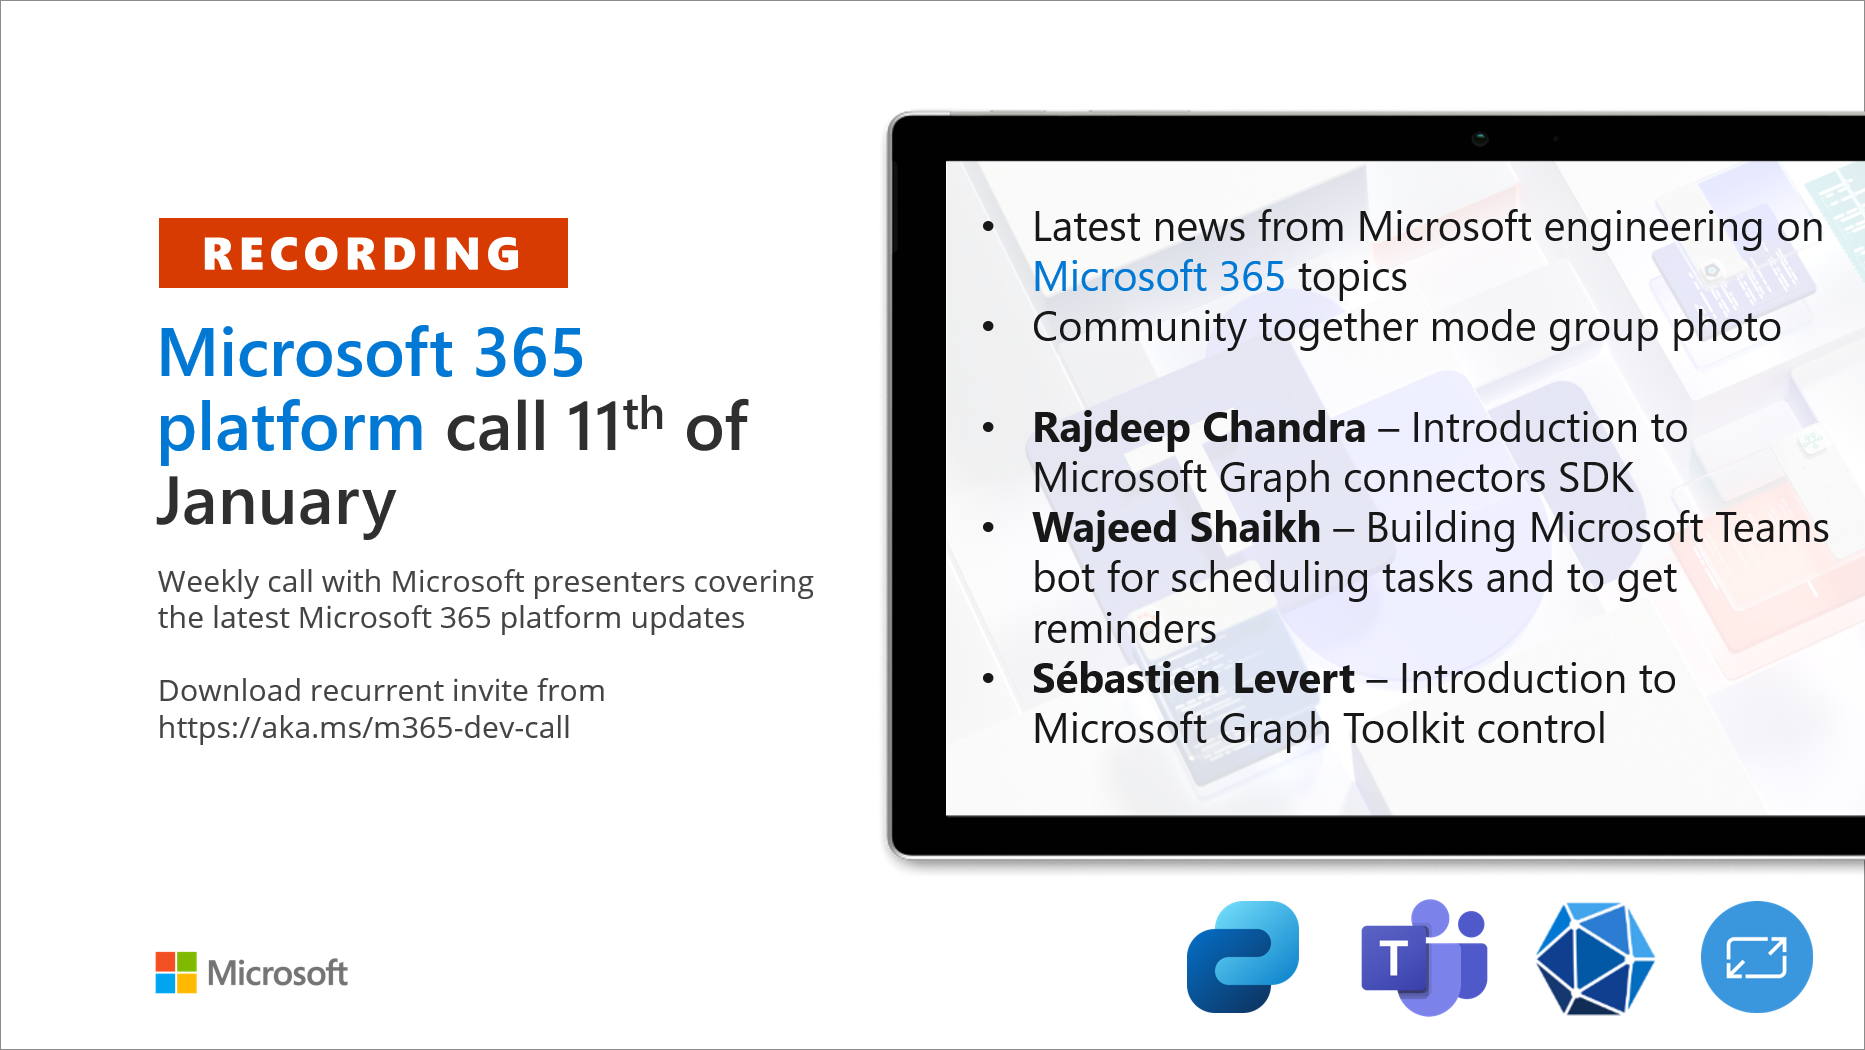 RECORDING
Microsoft 365
platform call 11th of
January
Weekly call with Microsoft presenters covering
the latest Microsoft 365 platform updates
Download recurrent invite from
https://aka.ms/m365-dev-call
Microsoft
• Latest news from Microsoft engineering on
Microsoft 365 topics
• Community together mode group photo
• Rajdeep Chandra – Introduction to
Microsoft Graph connectors SDK
• Wajeed Shaikh – Building Microsoft Teams
bot for scheduling tasks and to get
reminders
• Sébastien Levert – Introduction to
Microsoft Graph Toolkit control
T